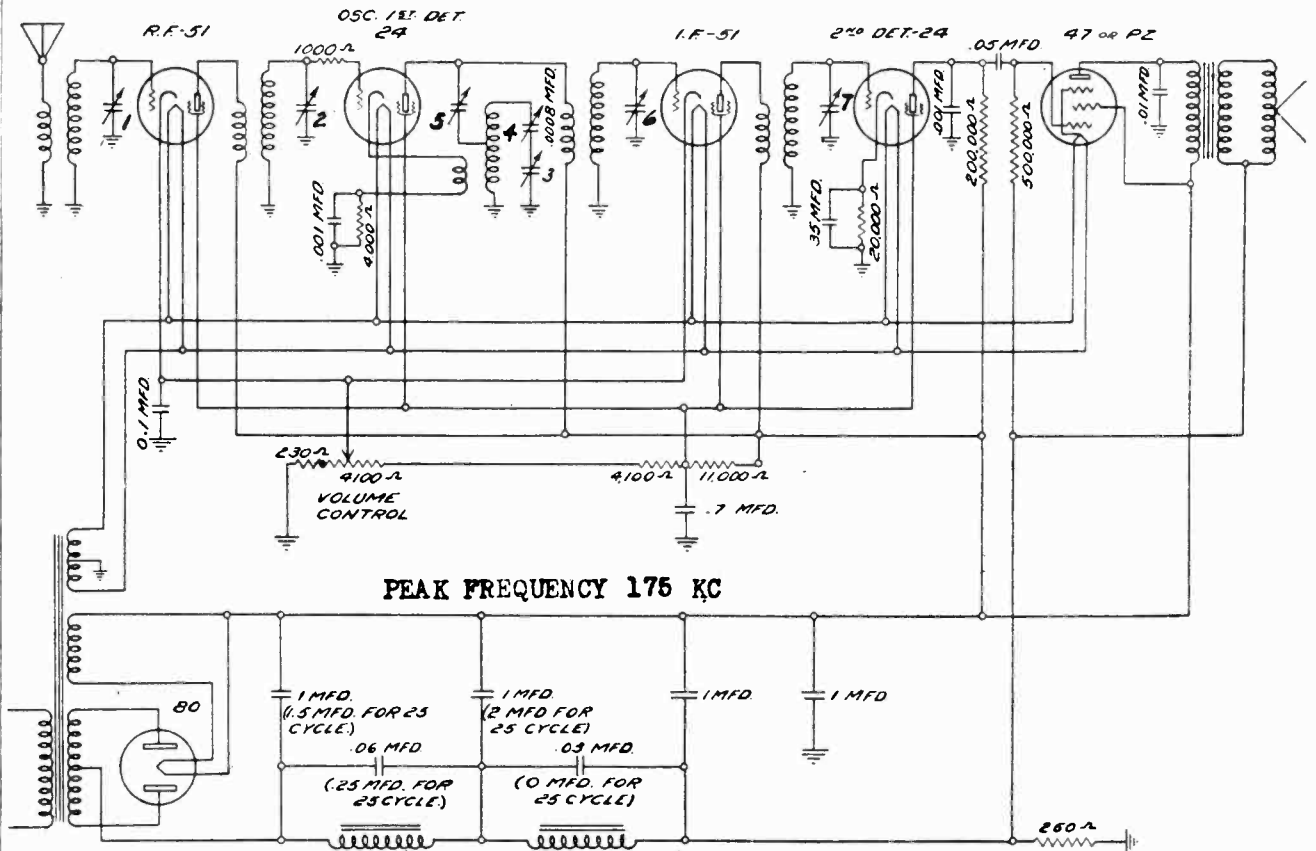 R.F.-51
OSC. 1ST. DET.
24
I.F-51
2ND DET.-24
47 OR PZ
1000Ω
.05 MFD.
1
2
5
4
3
.0008 MFD.
6
7
.001 MFD.
200,000Ω
500,000Ω
.01 MFD.
.001 MFD.
4000Ω
.35 MFD.
20,000Ω
0.1 MFD.
230Ω
4100Ω
VOLUME
CONTROL
4,100Ω
11,000Ω
.7 MFD.
PEAK FREQUENCY 175 KC
80
1 MFD.
(1.5 MFD. FOR 25
CYCLE.)
1 MFD.
(2 MFD FOR
25 CYCLE)
1 MFD.
1 MFD
.06 MFD.
(.25 MFD. FOR
25 CYCLE.)
.03 MFD.
(0 MFD. FOR
25 CYCLE)
260Ω